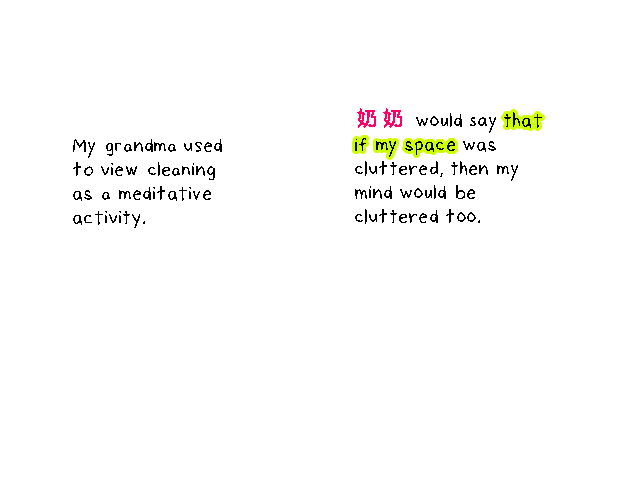 My grandma used
to view cleaning
as a meditative
activity.
奶奶 would say that
if my space was
cluttered, then my
mind would be
cluttered too.